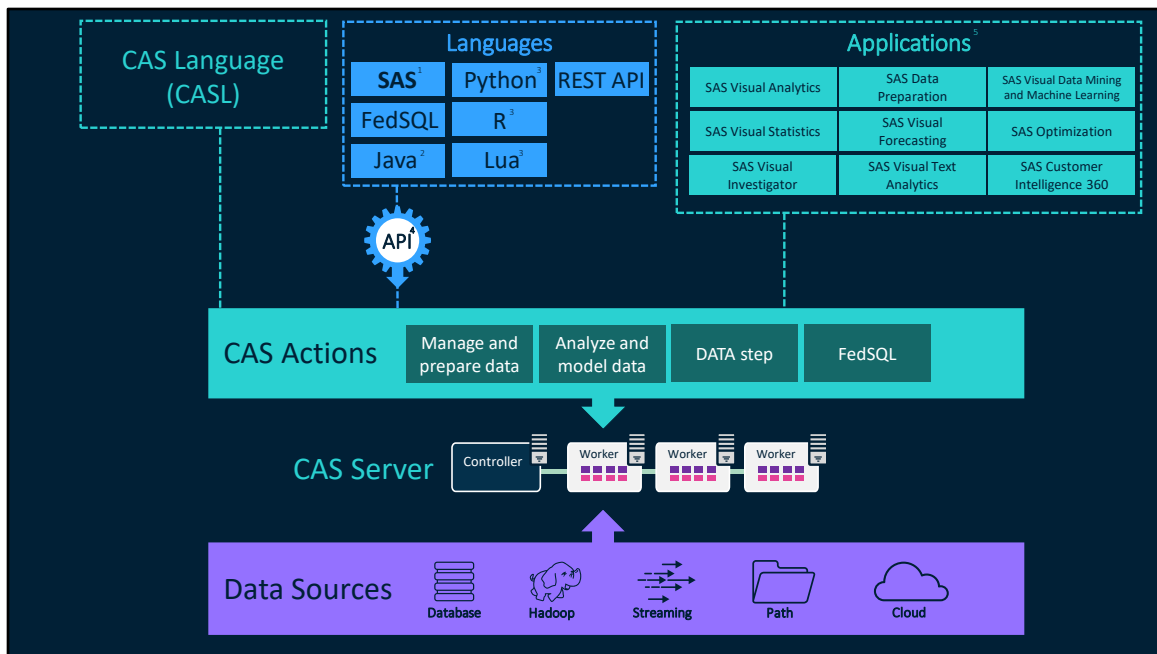 CAS Language
(CASL)
Languages
SAS¹
Python³
REST API
FedSQL
R³
Java²
Lua³
API⁴
Applications⁵
SAS Visual Analytics
SAS Data
Preparation
SAS Visual Data Mining
and Machine Learning
SAS Visual Statistics
SAS Visual
Forecasting
SAS Optimization
SAS Visual
Investigator
SAS Visual Text
Analytics
SAS Customer
Intelligence 360
CAS Actions
Manage and
prepare data
Analyze and
model data
DATA step
FedSQL
CAS Server
Controller
Worker
Worker
Worker
Data Sources
Database
Hadoop
Streaming
Path
Cloud